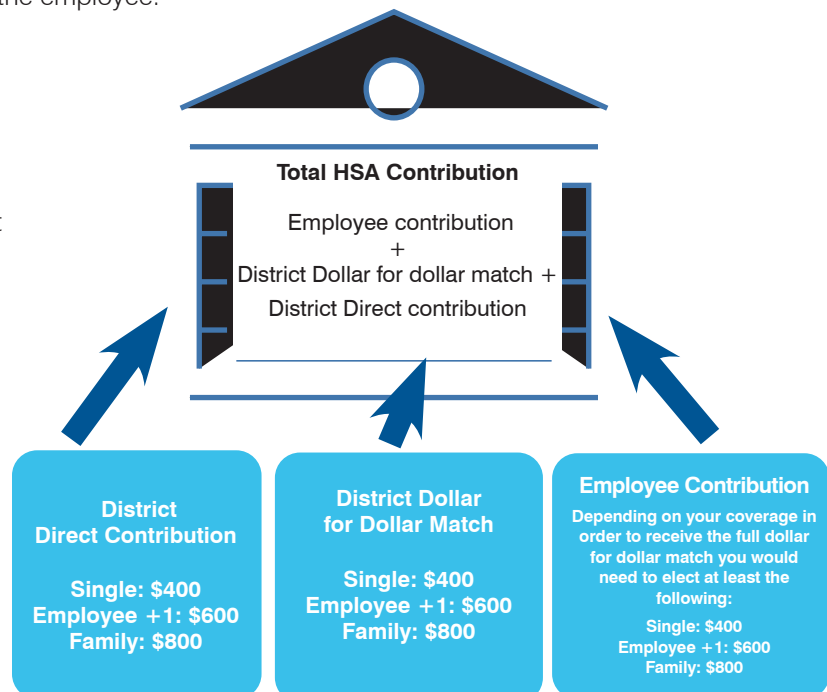 the employee.
Total HSA Contribution
Employee contribution
+
District Dollar for dollar match +
District Direct contribution
District
Direct Contribution
Single: $400
Employee +1: $600
Family: $800
District Dollar
for Dollar Match
Single: $400
Employee +1: $600
Family: $800
Employee Contribution
Depending on your coverage in
order to receive the full dollar
for dollar match you would
need to elect at least the
following:
Single: $400
Employee +1: $600
Family: $800